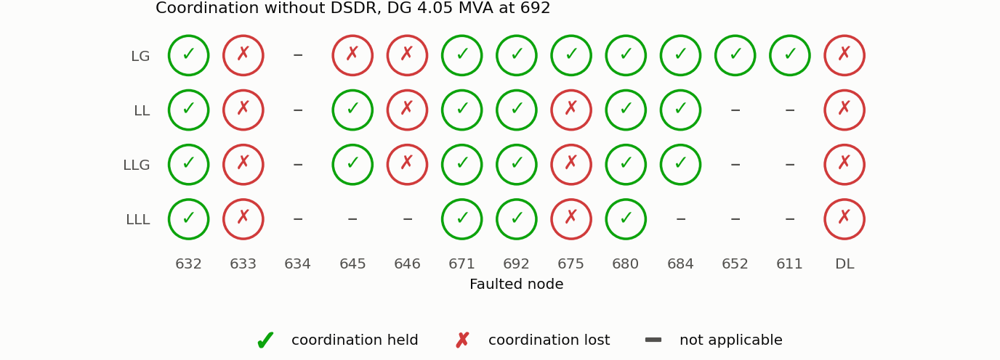 Coordination without DSDR, DG 4.05 MVA at 692
LG ✓ ✗ – ✗ ✗ ✓ ✓ ✓ ✓ ✓ ✓ ✓ ✗
LL ✓ ✗ – ✓ ✗ ✓ ✓ ✗ ✓ ✓ – – ✗
LLG ✓ ✗ – ✓ ✗ ✓ ✓ ✗ ✓ ✓ – – ✗
LLL ✓ ✗ – – – ✓ ✓ ✗ ✓ – – – ✗
632 633 634 645 646 671 692 675 680 684 652 611 DL
Faulted node
✓ coordination held ✗ coordination lost – not applicable